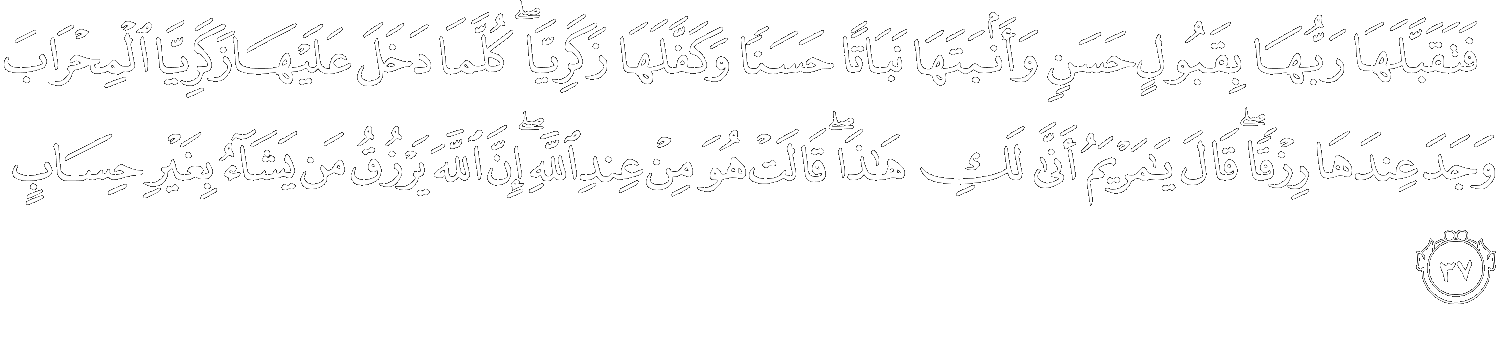 فَتَقَبَّلَهَا رَبُّهَا بِقَبُولٍ حَسَنٍ وَأَنۢبَتَهَا نَبَاتًا حَسَنًا وَكَفَّلَهَا زَكَرِيَّا ۖ كُلَّمَا دَخَلَ عَلَيْهَا زَكَرِيَّا ٱلْمِحْرَابَ
وَجَدَ عِندَهَا رِزْقًا ۖ قَالَ يَـٰمَرْيَمُ أَنَّىٰ لَكِ هَـٰذَا ۖ قَالَتْ هُوَ مِنْ عِندِ ٱللَّهِ ۖ إِنَّ ٱللَّهَ يَرْزُقُ مَن يَشَآءُ بِغَيْرِ حِسَابٍ
٣٧